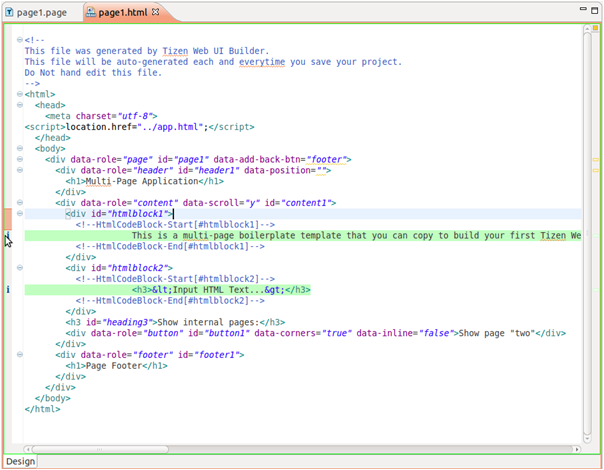 page1.page
page1.html
<!--
This file was generated by Tizen Web UI Builder.
This file will be auto-generated each and everytime you save your project.
Do Not hand edit this file.
-->
<html>
<head>
<meta charset="utf-8">
<script>location.href="../app.html";</script>
</head>
<body>
<div data-role="page" id="page1" data-add-back-btn="footer">
<div data-role="header" id="header1" data-position="">
<h1>Multi-Page Application</h1>
</div>
<div data-role="content" data-scroll="y" id="content1">
<div id="htmlblock1">
<!--HtmlCodeBlock-Start[#htmlblock1]-->
This is a multi-page boilerplate template that you can copy to build your first Tizen We
<!--HtmlCodeBlock-End[#htmlblock1]-->
</div>
<div id="htmlblock2">
<!--HtmlCodeBlock-Start[#htmlblock2]-->
<h3>&lt;Input HTML Text...&gt;</h3>
<!--HtmlCodeBlock-End[#htmlblock2]-->
</div>
<h3 id="heading3">Show internal pages:</h3>
<div data-role="button" id="button1" data-corners="true" data-inline="false">Show page "two"</div>
</div>
<div data-role="footer" id="footer1">
<h1>Page Footer</h1>
</div>
</div>
</body>
</html>
Design